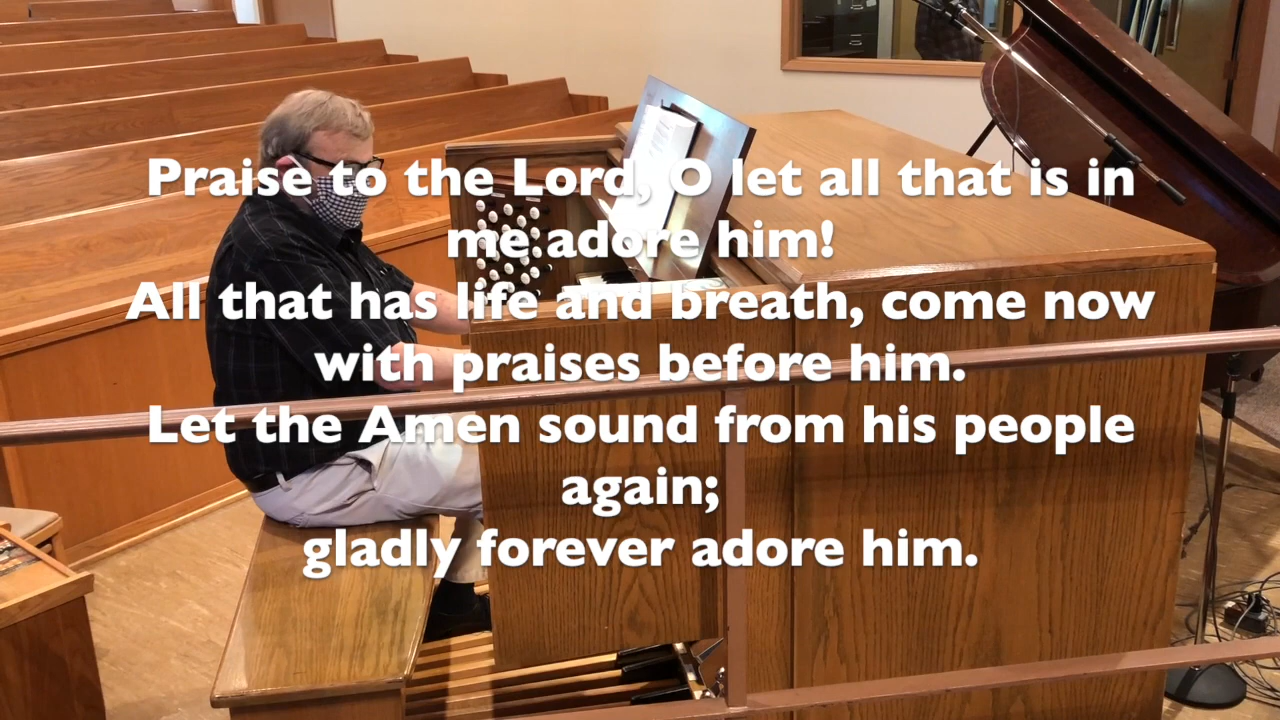 Praise to the Lord, O let all that is in
me adore him!
All that has life and breath, come now
with praises before him.
Let the Amen sound from his people
again;
gladly forever adore him.